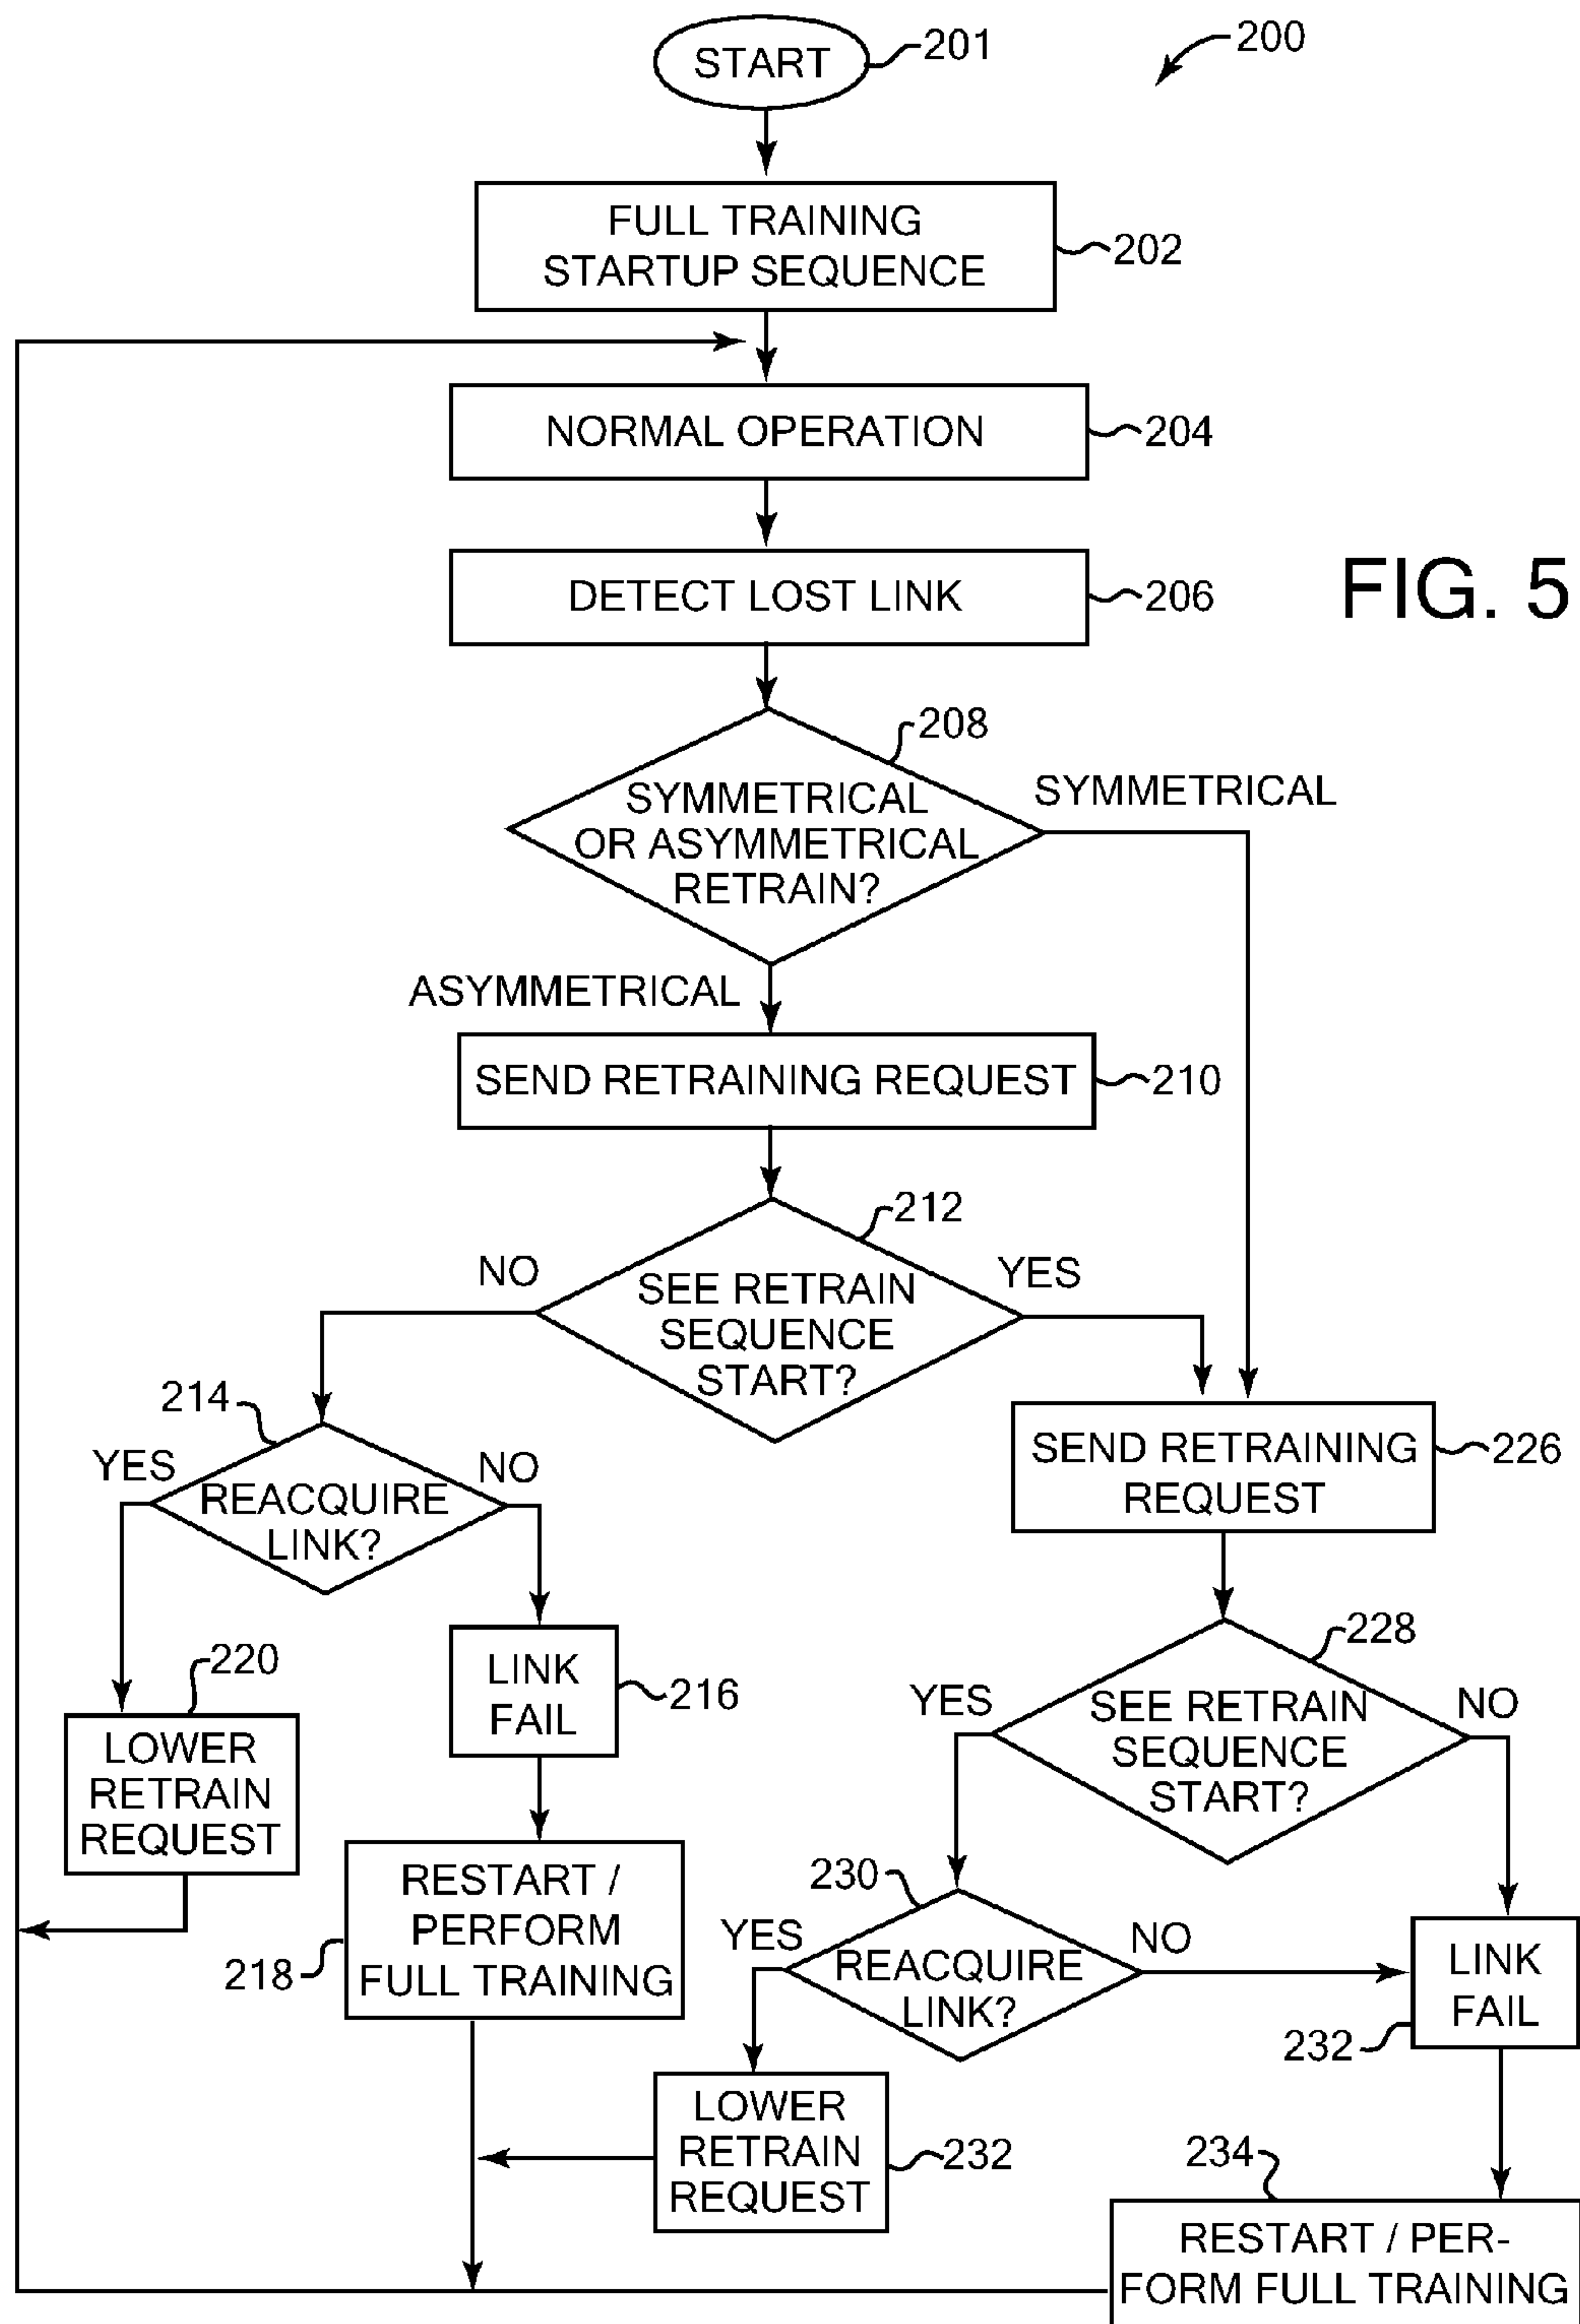 START
201
200
FULL TRAINING
STARTUP SEQUENCE
202
NORMAL OPERATION
204
DETECT LOST LINK
206
FIG. 5
208
SYMMETRICAL
OR ASYMMETRICAL
RETRAIN?
SYMMETRICAL
ASYMMETRICAL
SEND RETRAINING REQUEST
210
212
NO
SEE RETRAIN
SEQUENCE
START?
YES
214
YES
REACQUIRE
LINK?
NO
SEND RETRAINING
REQUEST
226
220
LOWER
RETRAIN
REQUEST
LINK
FAIL
216
228
YES
SEE RETRAIN
SEQUENCE
START?
NO
RESTART /
PERFORM
FULL TRAINING
218
230
YES
REACQUIRE
LINK?
NO
LINK
FAIL
232
LOWER
RETRAIN
REQUEST
232
234
RESTART / PER-
FORM FULL TRAINING